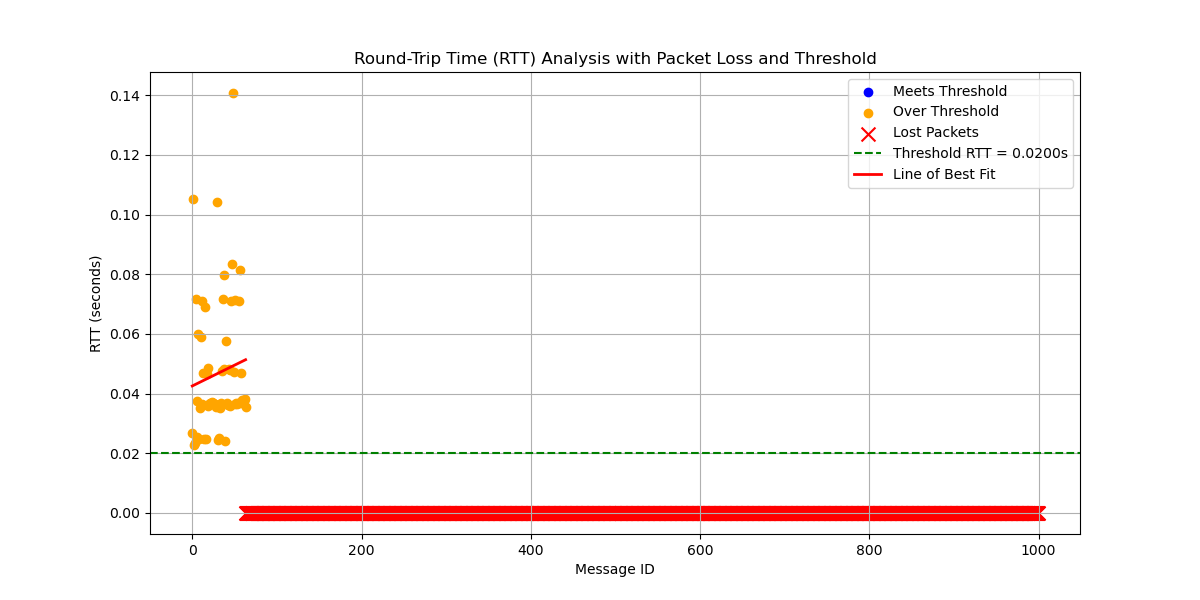 Round-Trip Time (RTT) Analysis with Packet Loss and Threshold
0.14
0.12
0.10
0.08
0.06
0.04
0.02
0.00
RTT (seconds)
Meets Threshold
Over Threshold
Lost Packets
Threshold RTT = 0.0200s
Line of Best Fit
0 200 400 600 800 1000
Message ID